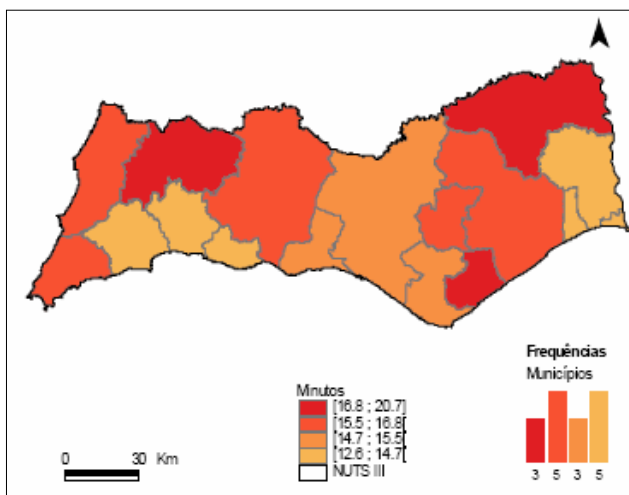 Minutos
[16.8 ; 20.7]
[15.5 ; 16.8[
[14.7 ; 15.5[
[12.6 ; 14.7[
NUTS III
0 30 Km
Frequências
Municípios
3 5 3 5